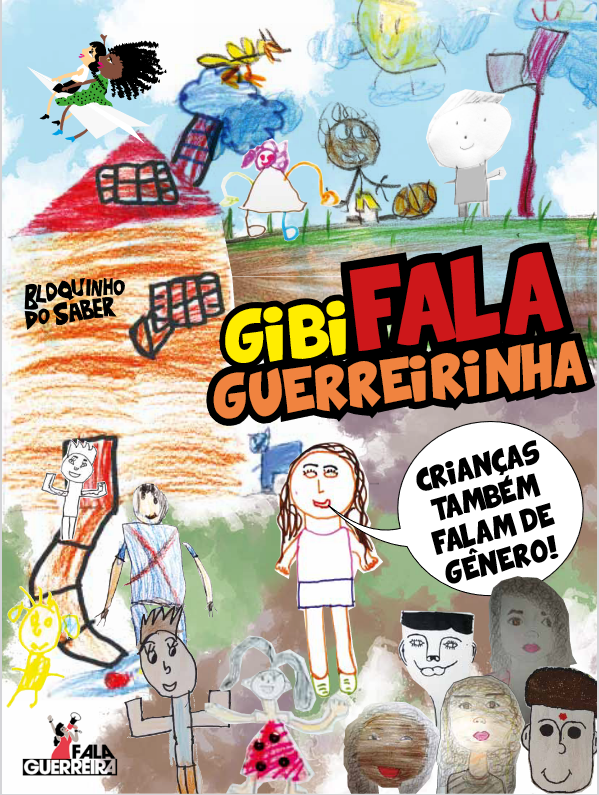 BLOQUINHO
DO SABER
GiBi FALA
GUERREiRiNHA
CRiANÇAS
TAMBÉM
FALAM DE
GÊNERO!
FALA
GUERREIRA